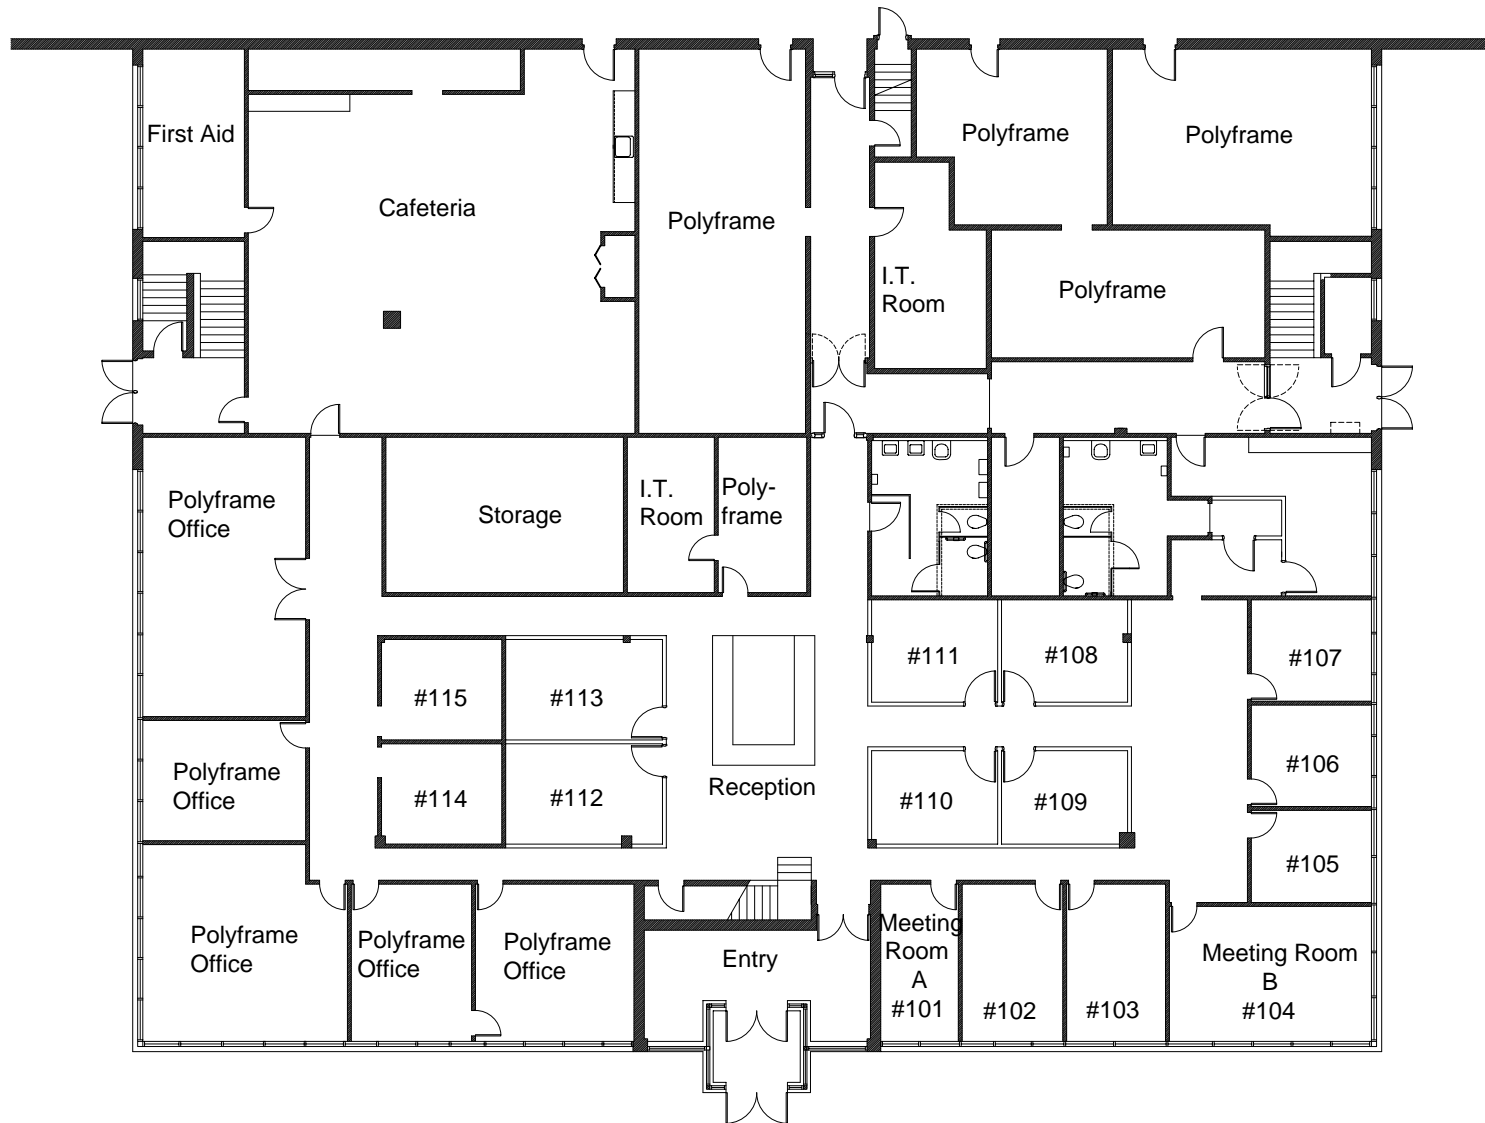 First Aid
Polyframe
Polyframe
Cafeteria
Polyframe
I.T.
Room
Polyframe
Polyframe
Office
Storage
I.T.
Room
Poly-
frame
#111
#108
#107
#115
#113
Polyframe
Office
#114
#112
Reception
#110
#109
#106
#105
Polyframe
Office
Polyframe
Office
Polyframe
Office
Entry
Meeting
Room
A
#101
#102
#103
Meeting Room
B
#104